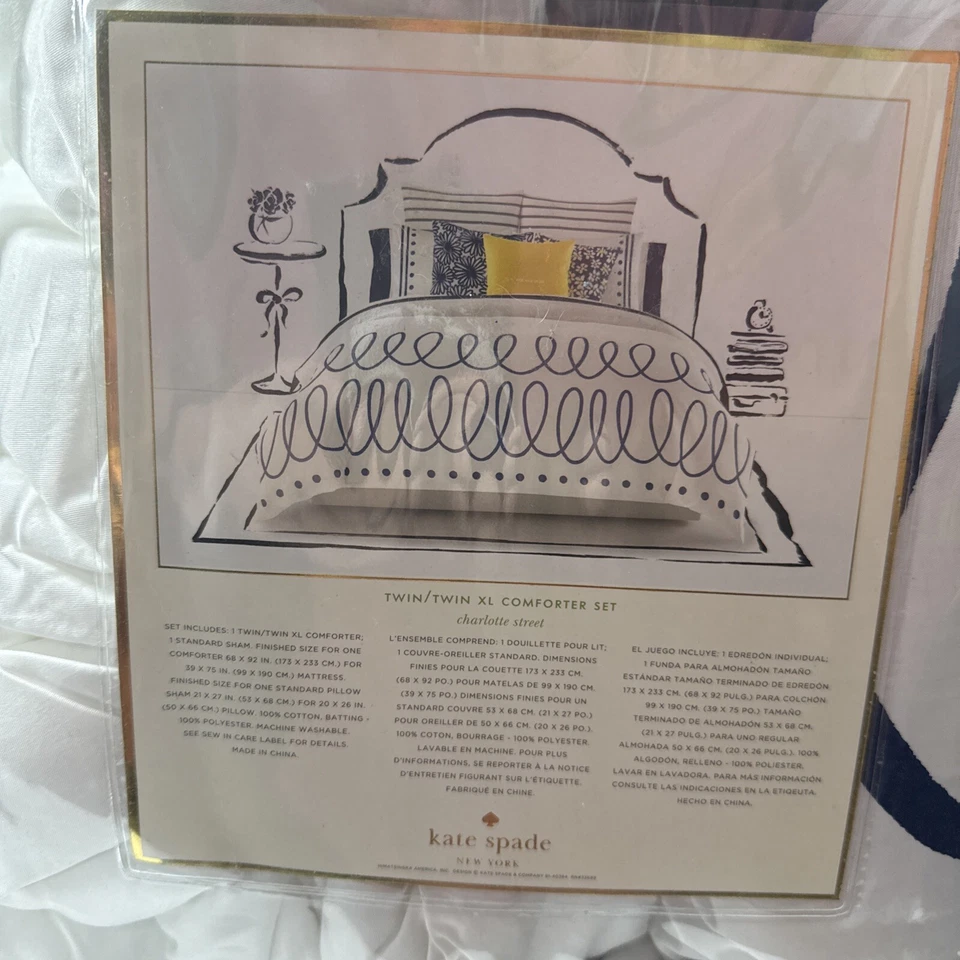 TWIN/TWIN XL COMFORTER SET
charlotte street
SET INCLUDES: 1 TWIN/TWIN XL COMFORTER;
1 STANDARD SHAM. FINISHED SIZE FOR ONE
COMFORTER 68 X 92 IN. (173 X 233 CM.) FOR
39 X 75 IN. (99 X 190 CM.) MATTRESS.
FINISHED SIZE FOR ONE STANDARD PILLOW
SHAM 21 X 27 IN. (53 X 68 CM.) FOR 20 X 26 IN.
(50 X 66 CM.) PILLOW. 100% COTTON, BATTING -
100% POLYESTER. MACHINE WASHABLE.
SEE SEW IN CARE LABEL FOR DETAILS.
MADE IN CHINA.
L'ENSEMBLE COMPREND: 1 DOUILLETTE POUR LIT;
1 COUVRE-OREILLER STANDARD. DIMENSIONS
FINIES POUR LA COUETTE 173 X 233 CM.
(68 X 92 PO.) POUR MATELAS DE 99 X 190 CM.
(39 X 75 PO.) DIMENSIONS FINIES POUR UN
STANDARD COUVRE 53 X 68 CM. (21 X 27 PO.)
POUR OREILLER DE 50 X 66 CM. (20 X 26 PO.).
100% COTON, BOURRAGE - 100% POLYESTER.
LAVABLE EN MACHINE. POUR PLUS
D'INFORMATIONS, SE REPORTER À LA NOTICE
D'ENTRETIEN FIGURANT SUR L'ÉTIQUETTE.
FABRIQUÉ EN CHINE.
EL JUEGO INCLUYE: 1 EDREDÓN INDIVIDUAL;
1 FUNDA PARA ALMOHADÓN TAMAÑO
ESTÁNDAR TAMAÑO TERMINADO DE EDREDÓN
173 X 233 CM. (68 X 92 PULG.) PARA COLCHÓN
99 X 190 CM. (39 X 75 PO.) TAMAÑO
TERMINADO DE ALMOHADÓN 53 X 68 CM.
(21 X 27 PULG.) PARA UNO REGULAR
ALMOHADA 50 X 66 CM. (20 X 26 PULG.). 100%
ALGODÓN, RELLENO - 100% POLIESTER.
LAVAR EN LAVADORA. PARA MÁS INFORMACIÓN
CONSULTE LAS INDICACIONES EN LA ETIQEUTA.
HECHO EN CHINA.
kate spade
NEW YORK